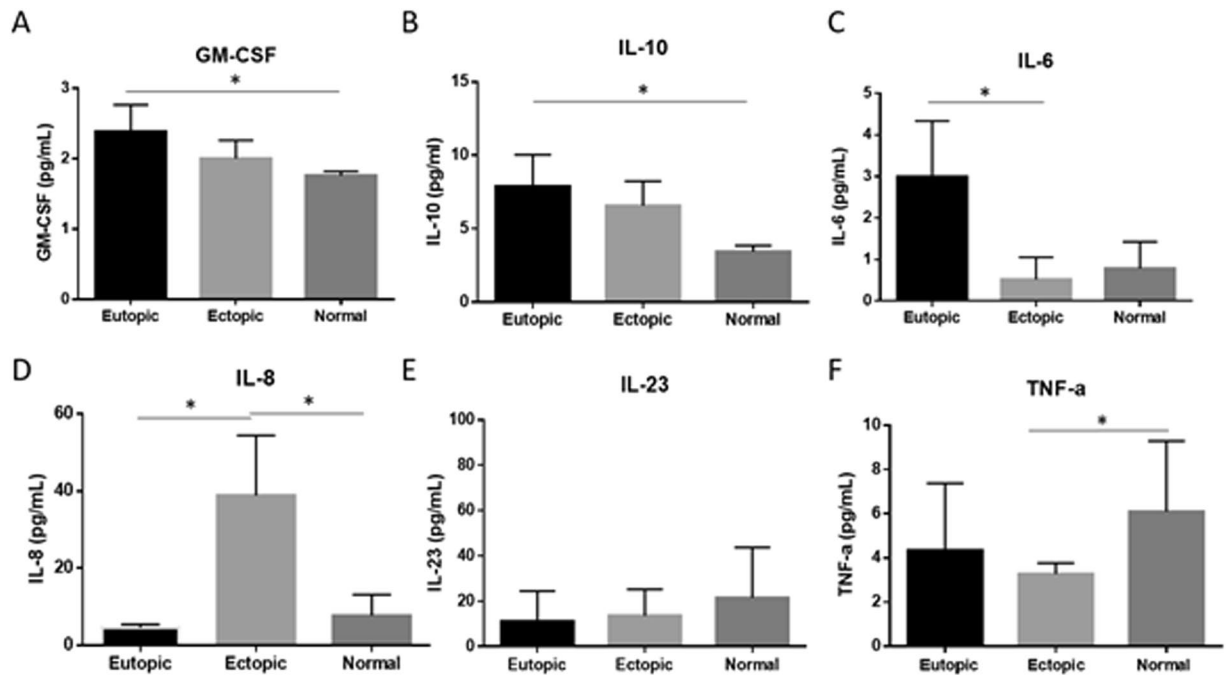 A
GM-CSF
*
GM-CSF (pg/mL)
3
2
1
0
Eutopic Ectopic Normal
B
IL-10
*
IL-10 (pg/ml)
15
10
5
0
Eutopic Ectopic Normal
C
IL-6
*
IL-6 (pg/mL)
5
4
3
2
1
0
Eutopic Ectopic Normal
D
IL-8
* *
IL-8 (pg/mL)
60
40
20
0
Eutopic Ectopic Normal
E
IL-23
IL-23 (pg/mL)
100
80
60
40
20
0
Eutopic Ectopic Normal
F
TNF-a
*
TNF-a (pg/mL)
10
8
6
4
2
0
Eutopic Ectopic Normal